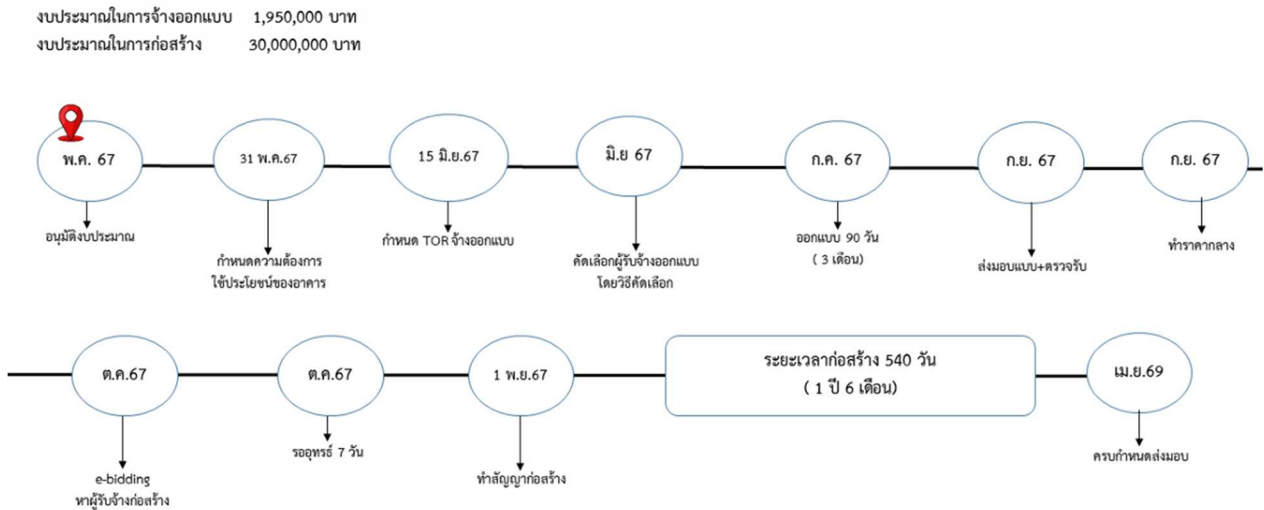 งบประมาณในการจ้างออกแบบ 1,950,000 บาท
งบประมาณในการก่อสร้าง 30,000,000 บาท
พ.ค. 67
อนุมัติงบประมาณ
31 พ.ค.67
กำหนดความต้องการ
ใช้ประโยชน์ของอาคาร
15 มิ.ย.67
กำหนด TOR จ้างออกแบบ
มิ.ย 67
คัดเลือกผู้รับจ้างออกแบบ
โดยวิธีคัดเลือก
ก.ค. 67
ออกแบบ 90 วัน
( 3 เดือน)
ก.ย. 67
ส่งมอบแบบ+ตรวจรับ
ก.ย. 67
ทำราคากลาง
ต.ค.67
e-bidding
หาผู้รับจ้างก่อสร้าง
ต.ค.67
รออุทรธ์ 7 วัน
1 พ.ย.67
ทำสัญญาก่อสร้าง
ระยะเวลาก่อสร้าง 540 วัน
( 1 ปี 6 เดือน)
เม.ย.69
ครบกำหนดส่งมอบ